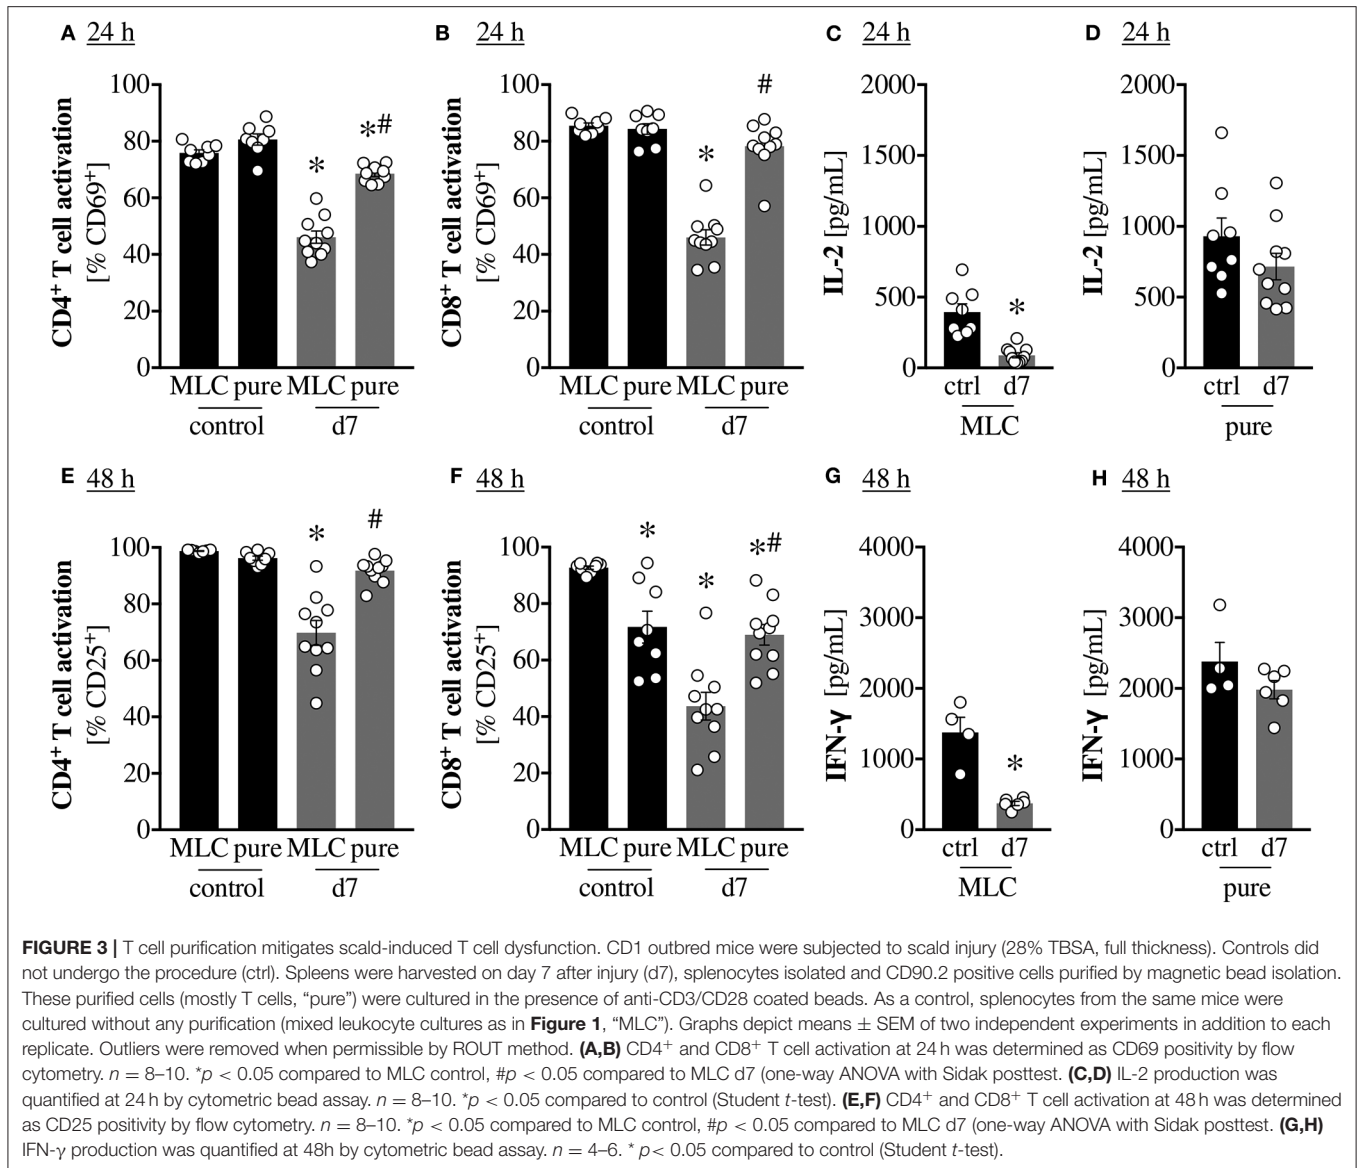 A 24 h
CD4+ T cell activation
[% CD69+]
100
80
60
40
20
0
*
*#
MLC pure MLC pure
control d7
B 24 h
CD8+ T cell activation
[% CD69+]
100
80
60
40
20
0
*
#
MLC pure MLC pure
control d7
C 24 h
IL-2 [pg/mL]
2000
1500
1000
500
0
*
ctrl d7
MLC
D 24 h
IL-2 [pg/mL]
2000
1500
1000
500
0
ctrl d7
pure
E 48 h
CD4+ T cell activation
[% CD25+]
100
80
60
40
20
0
*
#
MLC pure MLC pure
control d7
F 48 h
CD8+ T cell activation
[% CD25+]
100
80
60
40
20
0
*
*
*#
MLC pure MLC pure
control d7
G 48 h
IFN-γ [pg/mL]
4000
3000
2000
1000
0
*
ctrl d7
MLC
H 48 h
IFN-γ [pg/mL]
4000
3000
2000
1000
0
ctrl d7
pure
FIGURE 3 | T cell purification mitigates scald-induced T cell dysfunction. CD1 outbred mice were subjected to scald injury (28% TBSA, full thickness). Controls did
not undergo the procedure (ctrl). Spleens were harvested on day 7 after injury (d7), splenocytes isolated and CD90.2 positive cells purified by magnetic bead isolation.
These purified cells (mostly T cells, “pure”) were cultured in the presence of anti-CD3/CD28 coated beads. As a control, splenocytes from the same mice were
cultured without any purification (mixed leukocyte cultures as in Figure 1, “MLC”). Graphs depict means ± SEM of two independent experiments in addition to each
replicate. Outliers were removed when permissible by ROUT method. (A,B) CD4+ and CD8+ T cell activation at 24 h was determined as CD69 positivity by flow
cytometry. n = 8–10. *p < 0.05 compared to MLC control, #p < 0.05 compared to MLC d7 (one-way ANOVA with Sidak posttest. (C,D) IL-2 production was
quantified at 24 h by cytometric bead assay. n = 8–10. *p < 0.05 compared to control (Student t-test). (E,F) CD4+ and CD8+ T cell activation at 48 h was determined
as CD25 positivity by flow cytometry. n = 8–10. *p < 0.05 compared to MLC control, #p < 0.05 compared to MLC d7 (one-way ANOVA with Sidak posttest. (G,H)
IFN-γ production was quantified at 48h by cytometric bead assay. n = 4–6. * p< 0.05 compared to control (Student t-test).